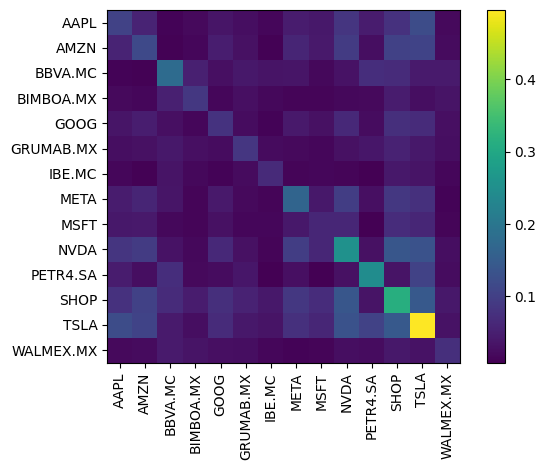 AAPL
AMZN
BBVA.MC
BIMBOA.MX
GOOG
GRUMAB.MX
IBE.MC
META
MSFT
NVDA
PETR4.SA
SHOP
TSLA
WALMEX.MX
AAPL
AMZN
BBVA.MC
BIMBOA.MX
GOOG
GRUMAB.MX
IBE.MC
META
MSFT
NVDA
PETR4.SA
SHOP
TSLA
WALMEX.MX
0.4
0.3
0.2
0.1